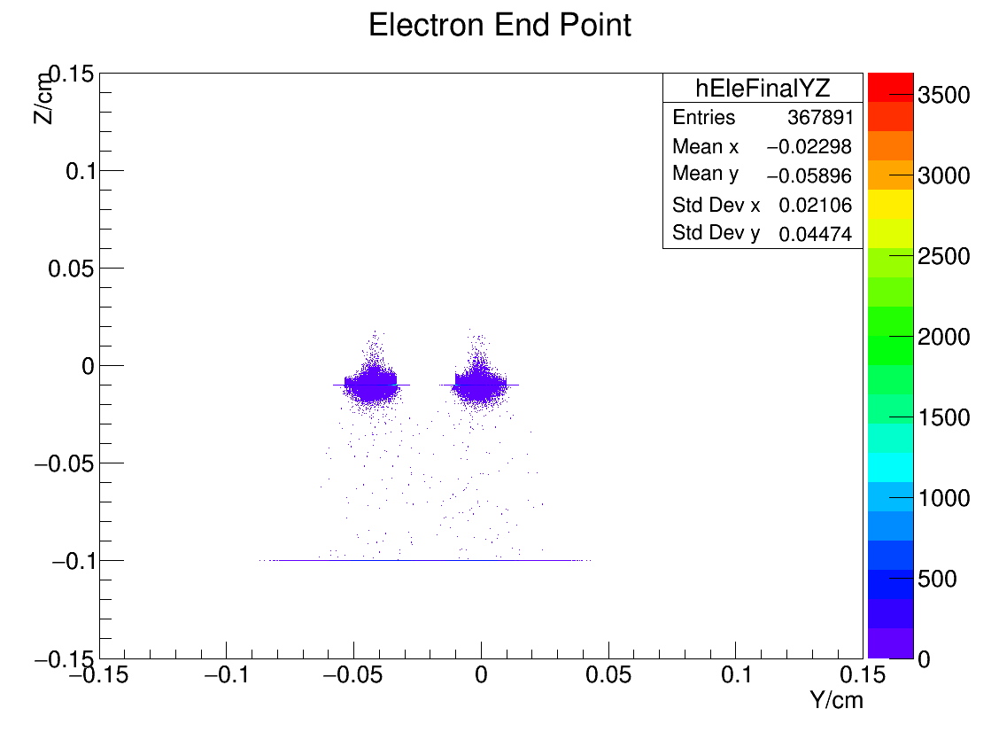 Electron End Point
Z/cm
0.15
0.1
0.05
0
−0.05
−0.1
−0.15
−0.15
−0.1
−0.05
0
0.05
0.1
0.15
Y/cm
hEleFinalYZ
Entries 367891
Mean x −0.02298
Mean y −0.05896
Std Dev x 0.02106
Std Dev y 0.04474
3500
3000
2500
2000
1500
1000
500
0